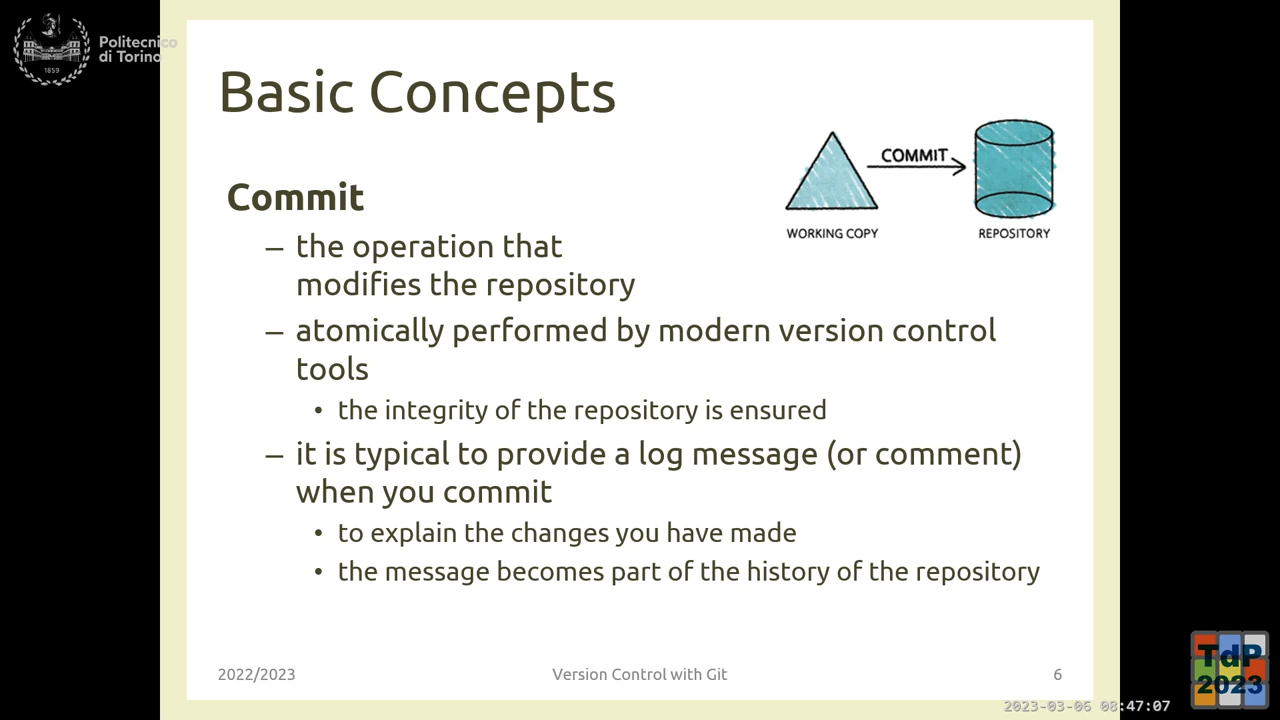 Politecnico
di Torino
1859
Basic Concepts
COMMIT
WORKING COPY
REPOSITORY
Commit
– the operation that
modifies the repository
– atomically performed by modern version control
tools
• the integrity of the repository is ensured
– it is typical to provide a log message (or comment)
when you commit
• to explain the changes you have made
• the message becomes part of the history of the repository
2022/2023
Version Control with Git
6
TdP
2023
2023-03-06 08:47:07